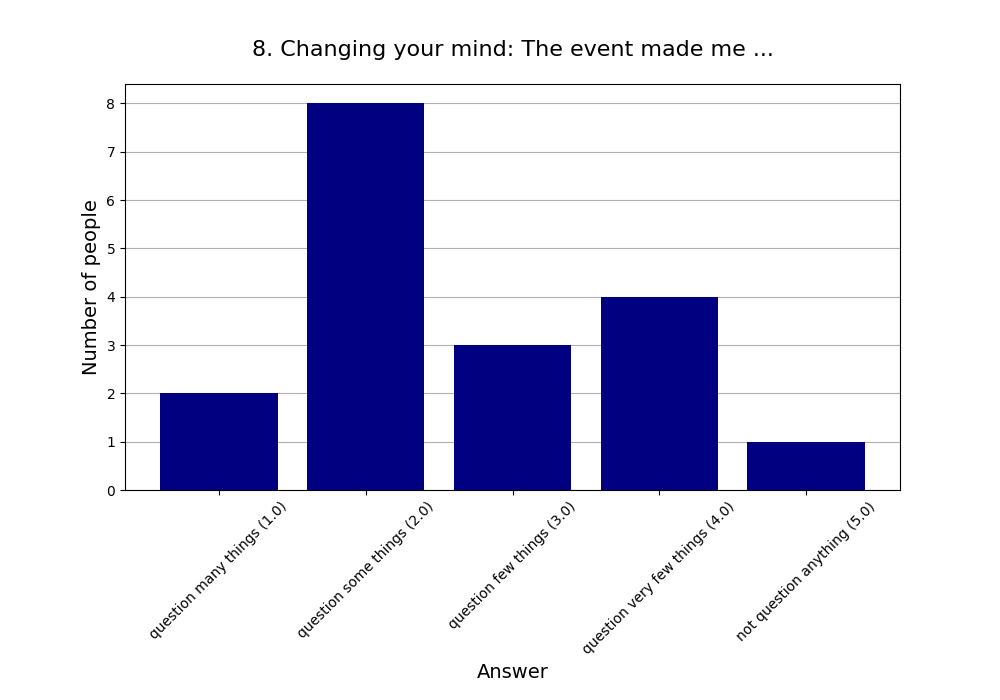 8. Changing your mind: The event made me ...
Number of people
8
7
6
5
4
3
2
1
0
question many things (1.0)
question some things (2.0)
question few things (3.0)
question very few things (4.0)
not question anything (5.0)
Answer